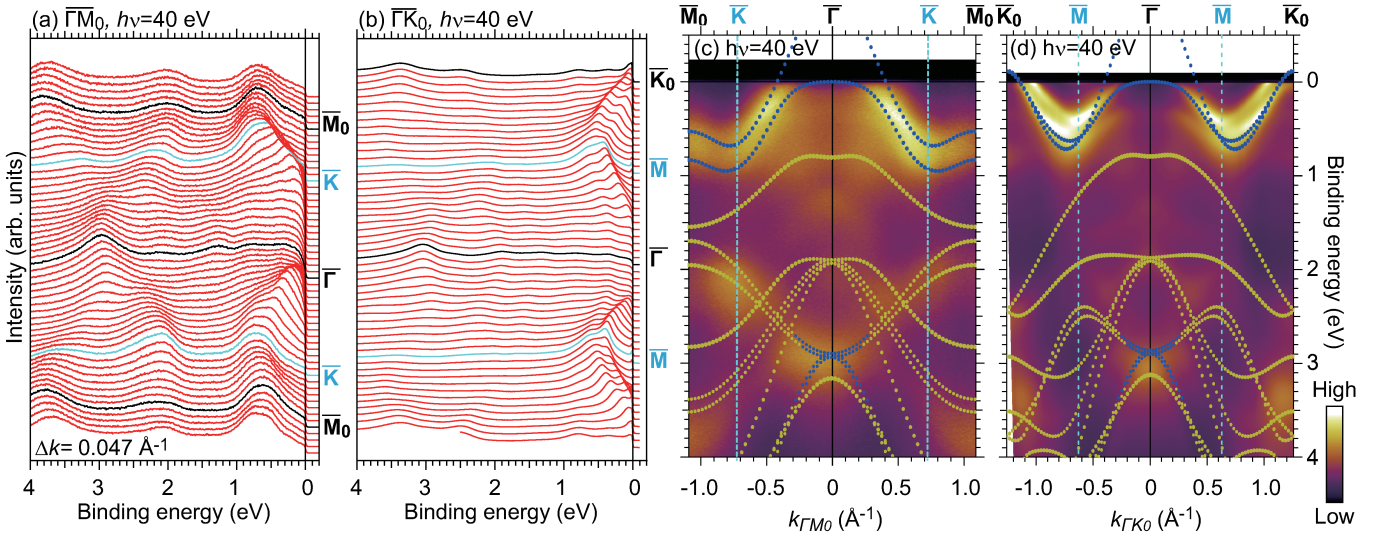 (a) ΓM0, hν=40 eV
(b) ΓK0, hν=40 eV
M0 K Γ K M0
K0 M Γ M K0
(c) hν=40 eV
(d) hν=40 eV
Intensity (arb. units)
M0
K
Γ
K
M0
Δk= 0.047 Å-1
4 3 2 1 0
Binding energy (eV)
K0
M
Γ
M
4 3 2 1 0
Binding energy (eV)
-1.0 -0.5 0 0.5 1.0
kΓM0 (Å-1)
-1.0 -0.5 0 0.5 1.0
kΓK0 (Å-1)
0
1
2
3
4
Binding energy (eV)
High
Low